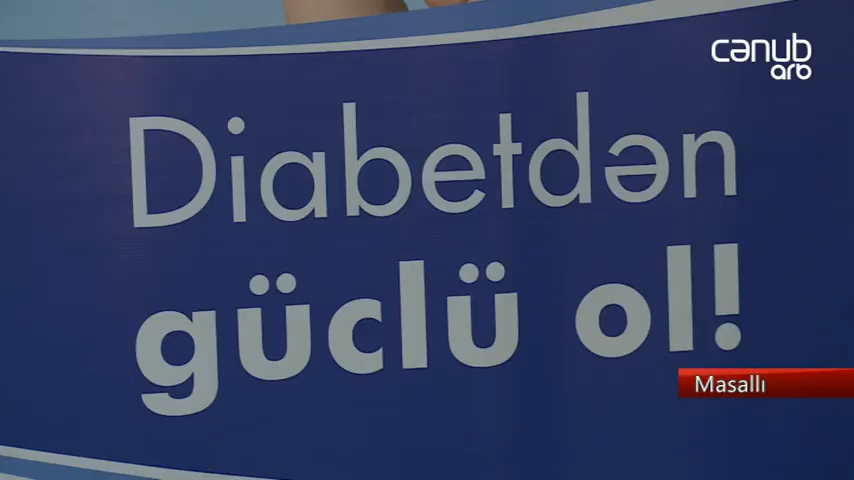 cənub
arb
Diabetdən
güclü ol!
Masallı